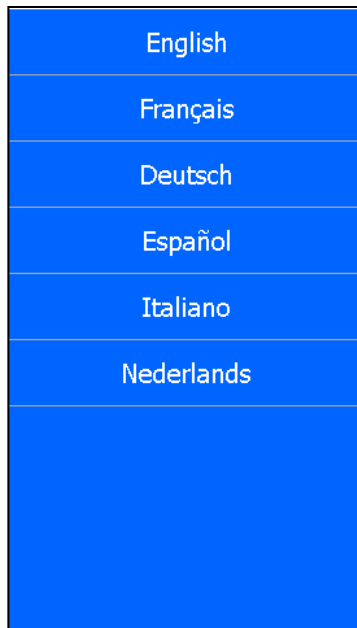 English
Français
Deutsch
Español
Italiano
Nederlands